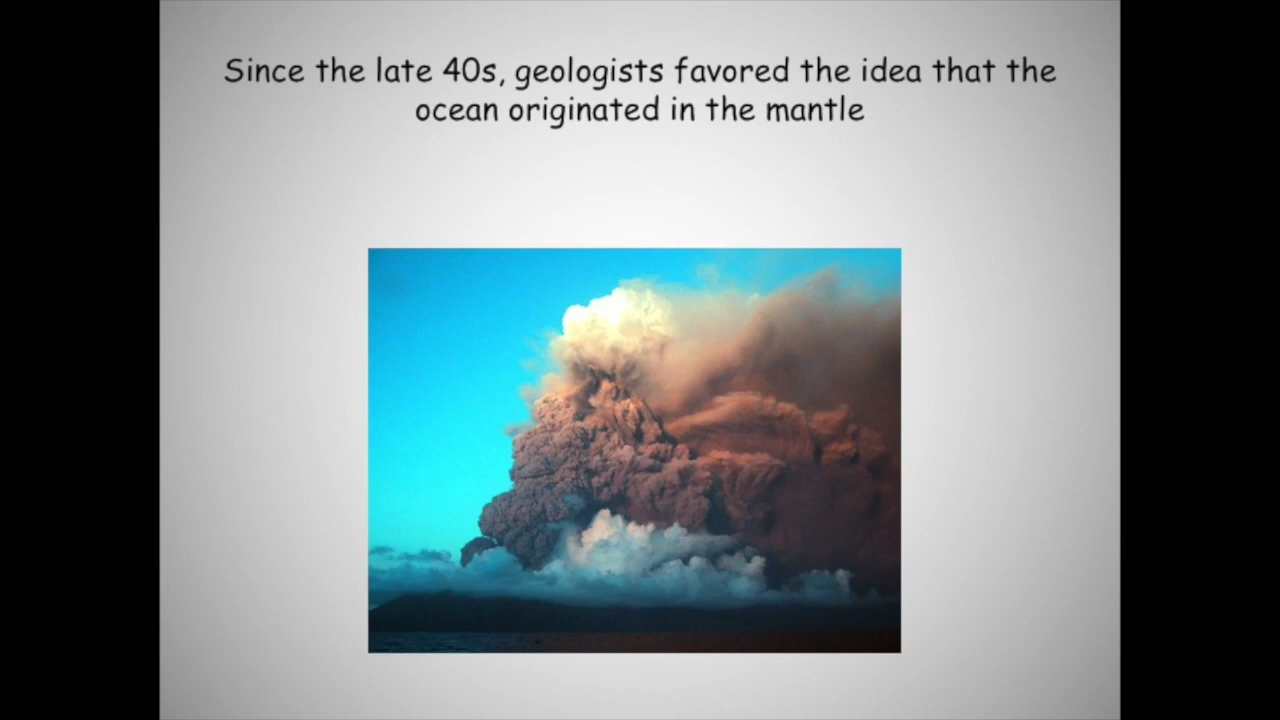 Since the late 40s, geologists favored the idea that the
ocean originated in the mantle